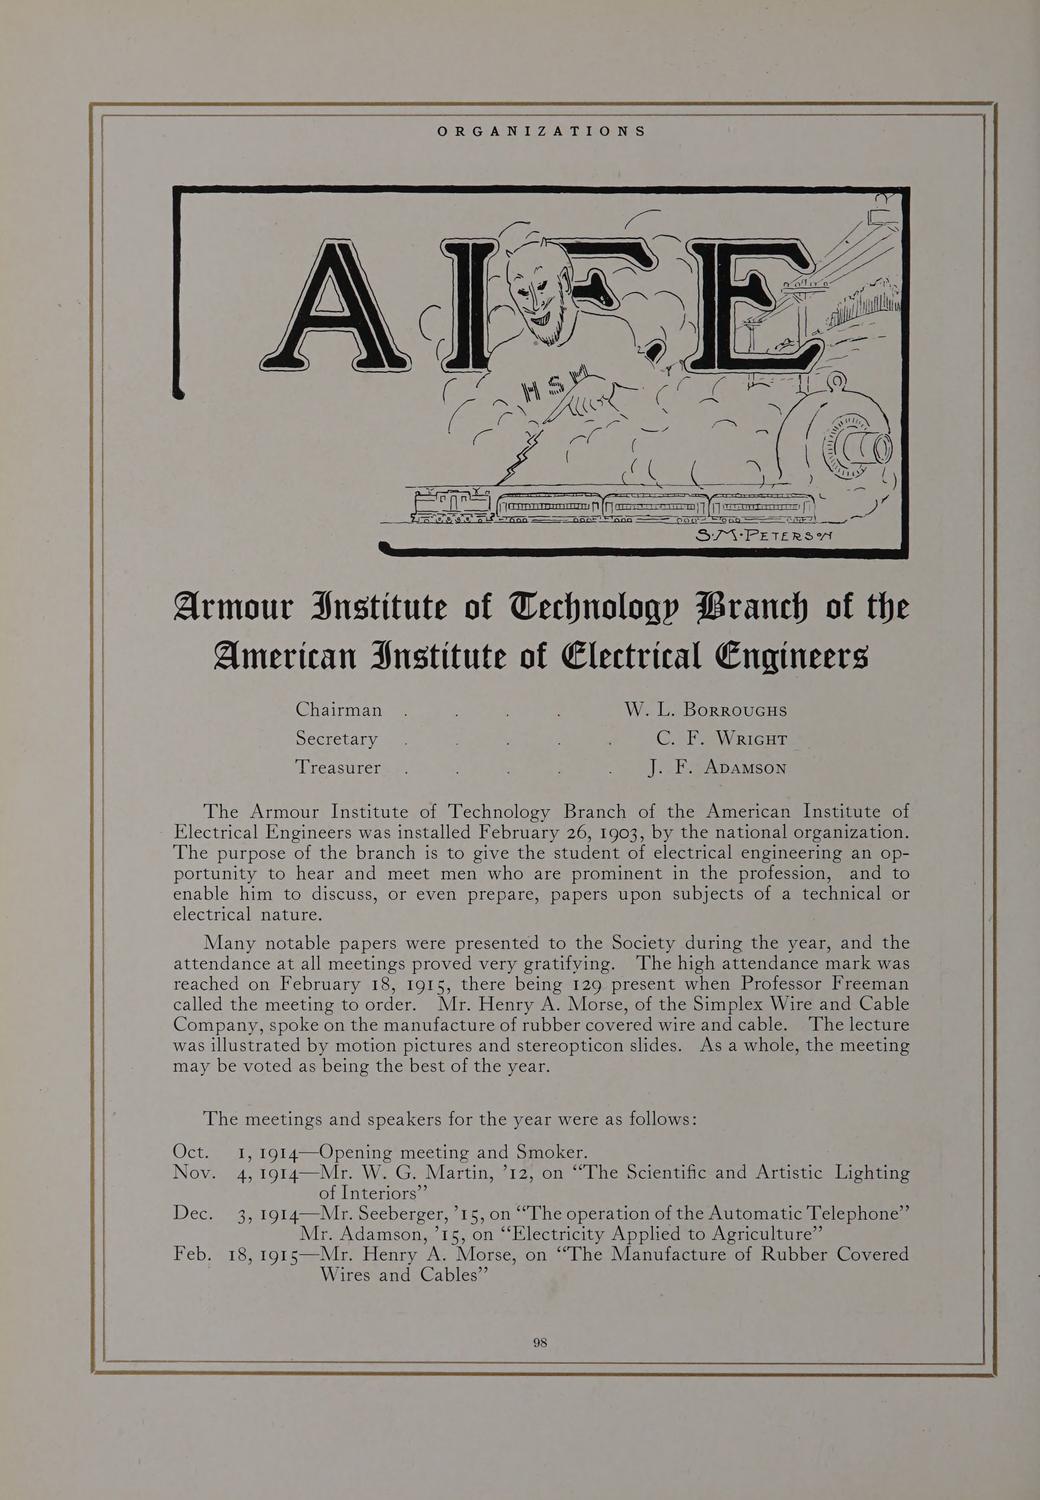 ORGANIZATIONS
AIEE
HSM
S·M·PETERSON
Armour Institute of Technology Branch of the
American Institute of Electrical Engineers
Chairman . . . . W. L. Borroughs
Secretary . . . . . C. F. Wright
Treasurer . . . . . J. F. Adamson
The Armour Institute of Technology Branch of the American Institute of
Electrical Engineers was installed February 26, 1903, by the national organization.
The purpose of the branch is to give the student of electrical engineering an op-
portunity to hear and meet men who are prominent in the profession, and to
enable him to discuss, or even prepare, papers upon subjects of a technical or
electrical nature.
Many notable papers were presented to the Society during the year, and the
attendance at all meetings proved very gratifying. The high attendance mark was
reached on February 18, 1915, there being 129 present when Professor Freeman
called the meeting to order. Mr. Henry A. Morse, of the Simplex Wire and Cable
Company, spoke on the manufacture of rubber covered wire and cable. The lecture
was illustrated by motion pictures and stereopticon slides. As a whole, the meeting
may be voted as being the best of the year.
The meetings and speakers for the year were as follows:
Oct. 1, 1914—Opening meeting and Smoker.
Nov. 4, 1914—Mr. W. G. Martin, ’12, on “The Scientific and Artistic Lighting
of Interiors”
Dec. 3, 1914—Mr. Seeberger, ’15, on “The operation of the Automatic Telephone”
Mr. Adamson, ’15, on “Electricity Applied to Agriculture”
Feb. 18, 1915—Mr. Henry A. Morse, on “The Manufacture of Rubber Covered
Wires and Cables”
98